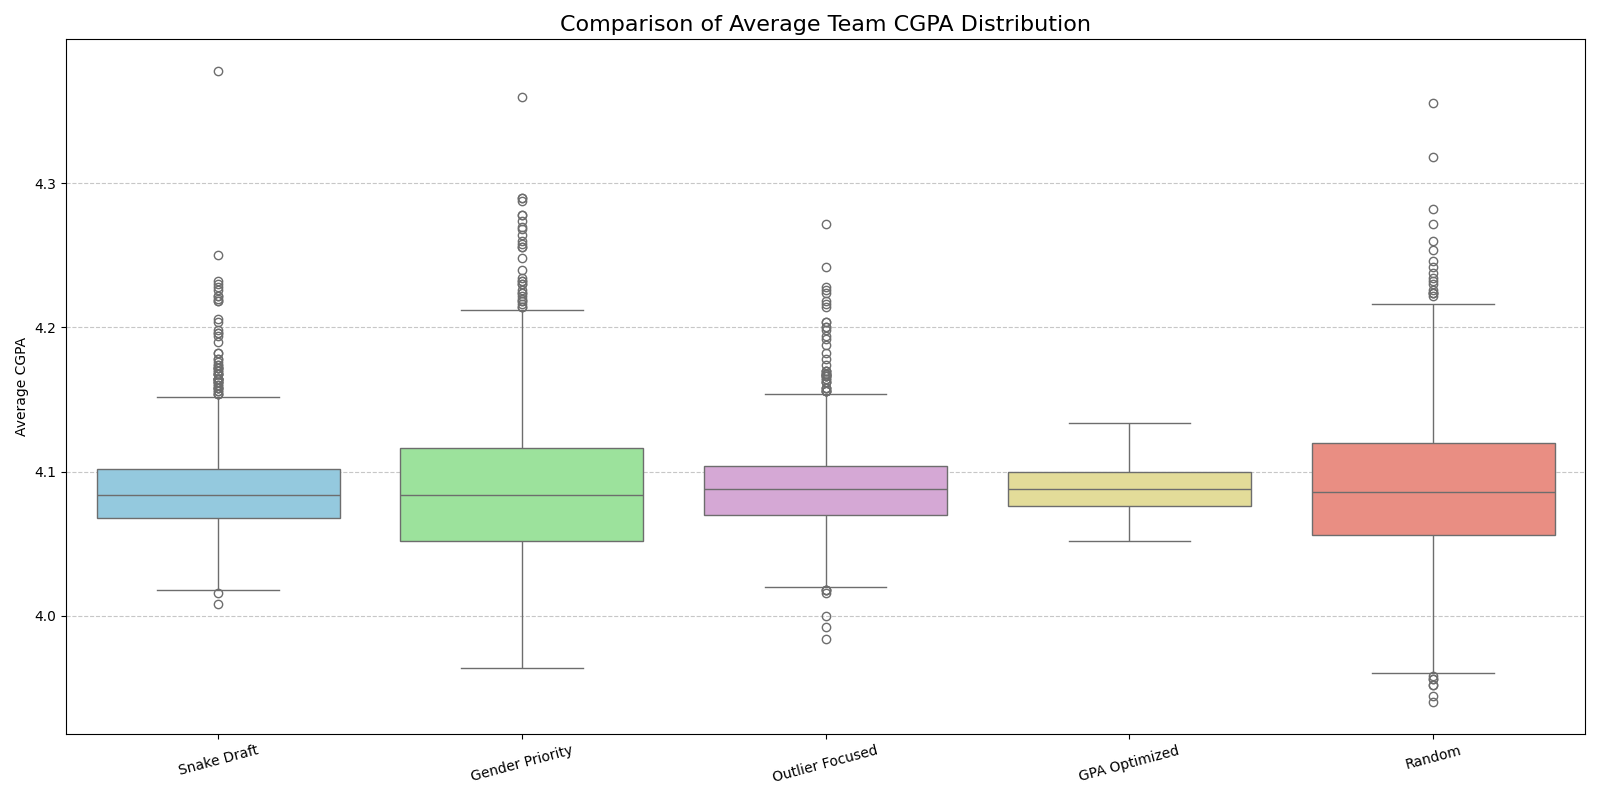 Comparison of Average Team CGPA Distribution
Average CGPA
4.3
4.2
4.1
4.0
Snake Draft
Gender Priority
Outlier Focused
GPA Optimized
Random